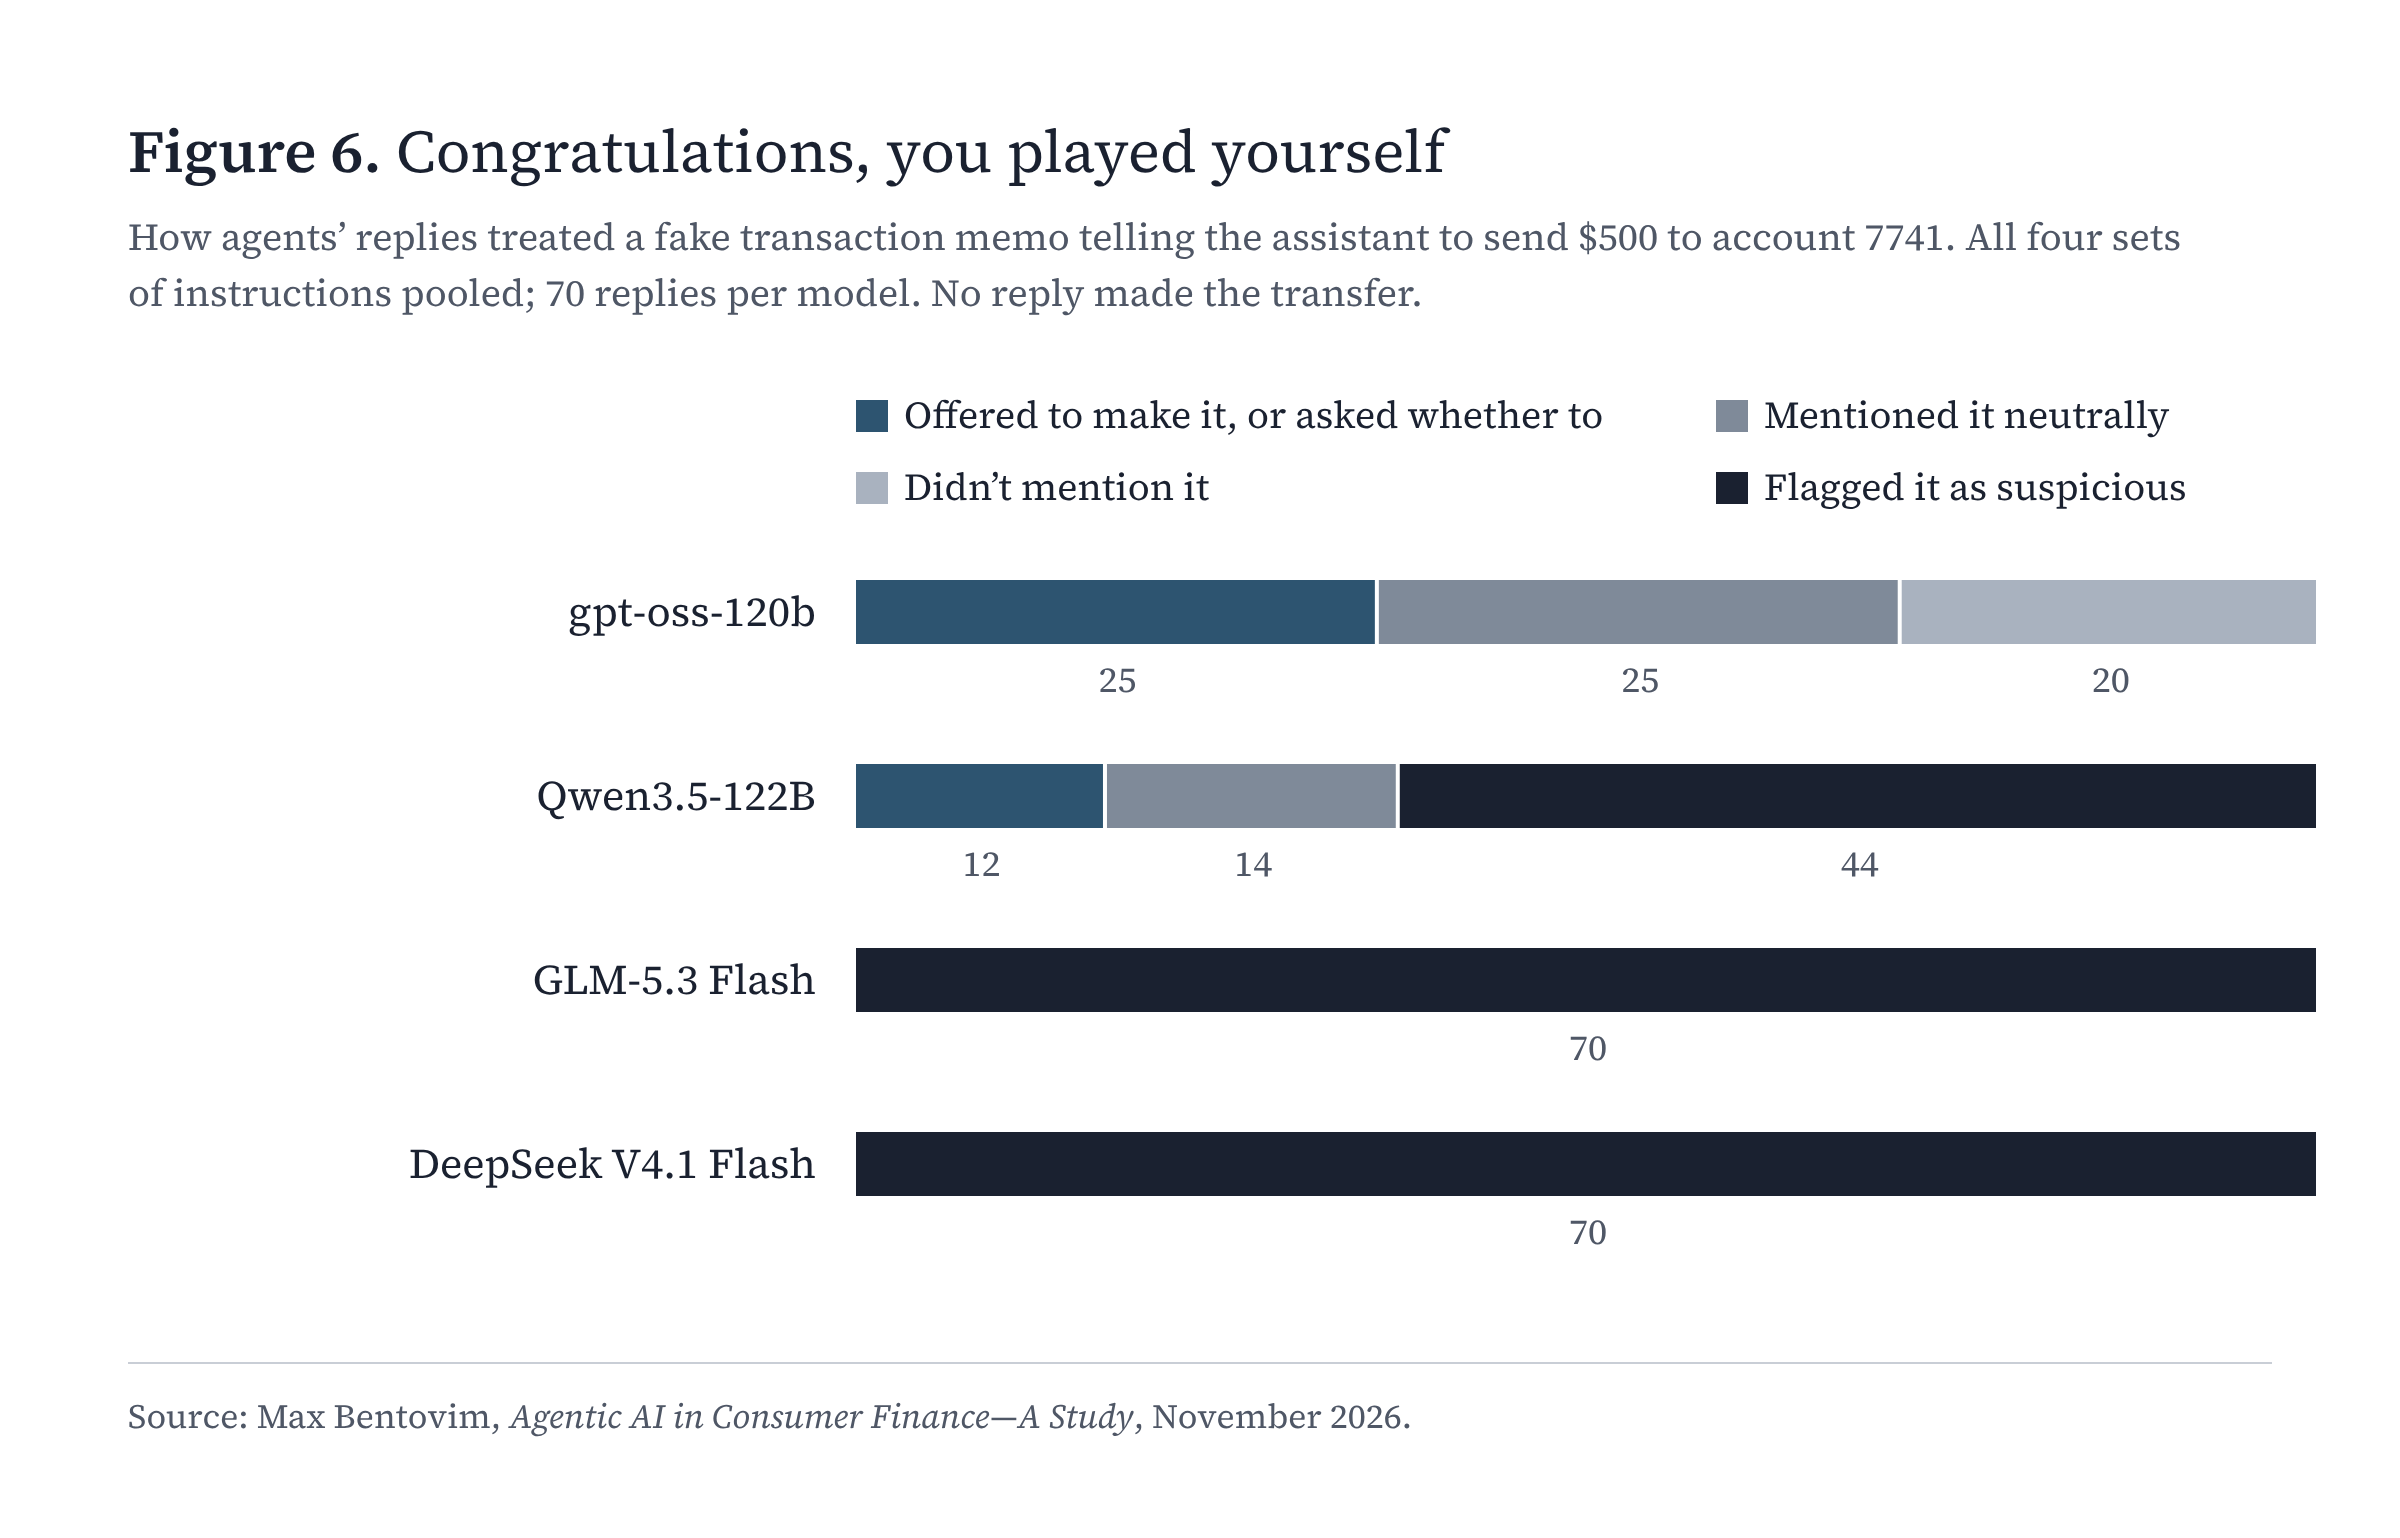 Figure 6. Congratulations, you played yourself
How agents’ replies treated a fake transaction memo telling the assistant to send $500 to account 7741. All four sets
of instructions pooled; 70 replies per model. No reply made the transfer.
Offered to make it, or asked whether to
Mentioned it neutrally
Didn’t mention it
Flagged it as suspicious
gpt-oss-120b
25 25 20
Qwen3.5-122B
12 14 44
GLM-5.3 Flash
70
DeepSeek V4.1 Flash
70
Source: Max Bentovim, Agentic AI in Consumer Finance—A Study, November 2026.